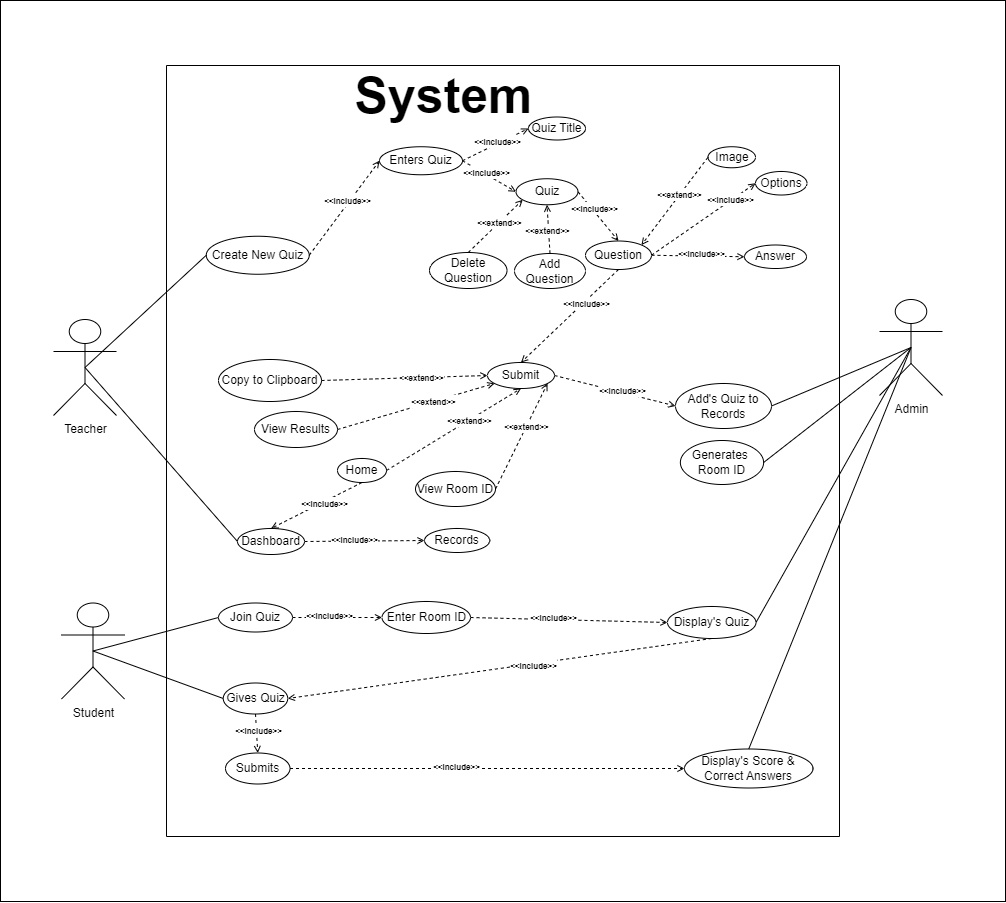 System
Quiz Title
<<include>>
Enters Quiz
<<include>>
Image
Options
Quiz
<<extend>>
<<include>>
<<include>>
<<include>>
<<extend>>
<<extend>>
Create New Quiz
Question
<<include>>
Answer
Delete
Question
Add
Question
<<include>>
Copy to Clipboard
<<extend>>
Submit
<<include>>
Add's Quiz to
Records
Admin
Teacher
View Results
<<extend>>
<<extend>>
<<extend>>
Generates
Room ID
Home
View Room ID
<<include>>
Dashboard
<<include>>
Records
Join Quiz
<<include>>
Enter Room ID
<<include>>
Display's Quiz
<<include>>
Student
Gives Quiz
<<include>>
Submits
<<include>>
Display's Score &
Correct Answers